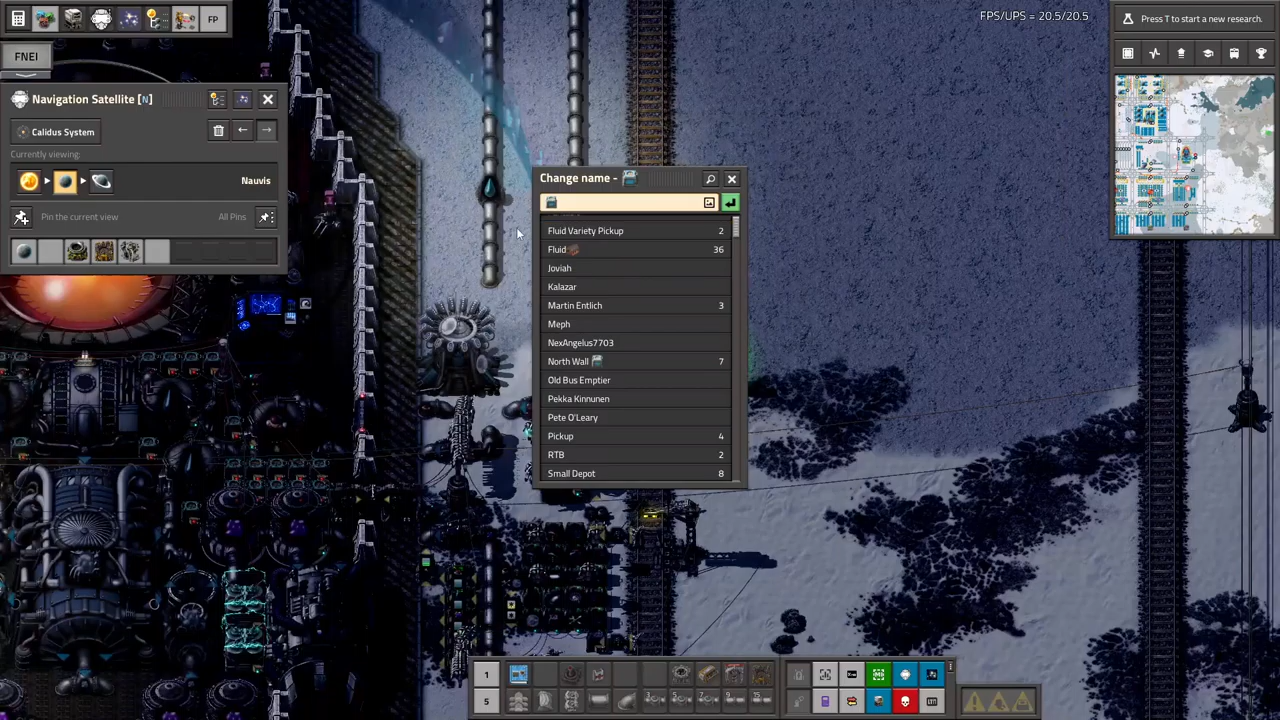 FP
FPS/UPS = 20.5/20.5
Press T to start a new research.
FNEI
Navigation Satellite [N]
Calidus System
Currently viewing:
Nauvis
Pin the current view
All Pins
Change name -
Fluid Variety Pickup 2
Fluid 36
Joviah
Kalazar
Martin Entlich 3
Meph
NexAngelus7703
North Wall 7
Old Bus Emptier
Pekka Kinnunen
Pete O'Leary
Pickup 4
RTB 2
Small Depot 8
1
5